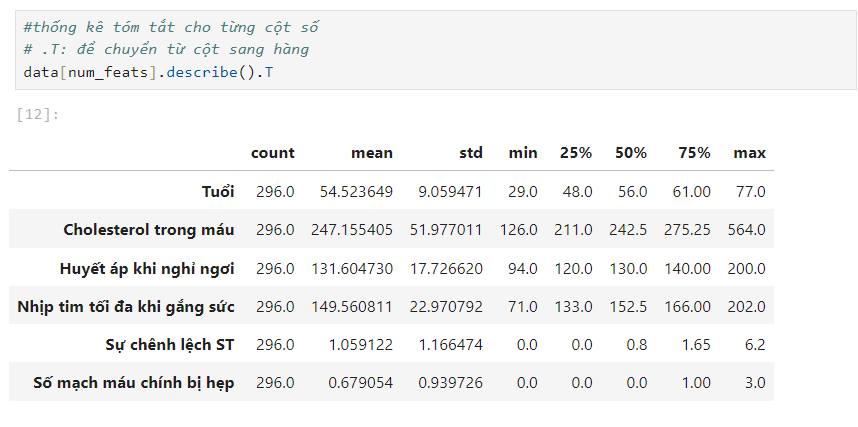 #thống kê tóm tắt cho từng cột số
# .T: để chuyển từ cột sang hàng
data[num_feats].describe().T
[12]:
count mean std min 25% 50% 75% max
Tuổi 296.0 54.523649 9.059471 29.0 48.0 56.0 61.00 77.0
Cholesterol trong máu 296.0 247.155405 51.977011 126.0 211.0 242.5 275.25 564.0
Huyết áp khi nghỉ ngơi 296.0 131.604730 17.726620 94.0 120.0 130.0 140.00 200.0
Nhịp tim tối đa khi gắng sức 296.0 149.560811 22.970792 71.0 133.0 152.5 166.00 202.0
Sự chênh lệch ST 296.0 1.059122 1.166474 0.0 0.0 0.8 1.65 6.2
Số mạch máu chính bị hẹp 296.0 0.679054 0.939726 0.0 0.0 0.0 1.00 3.0